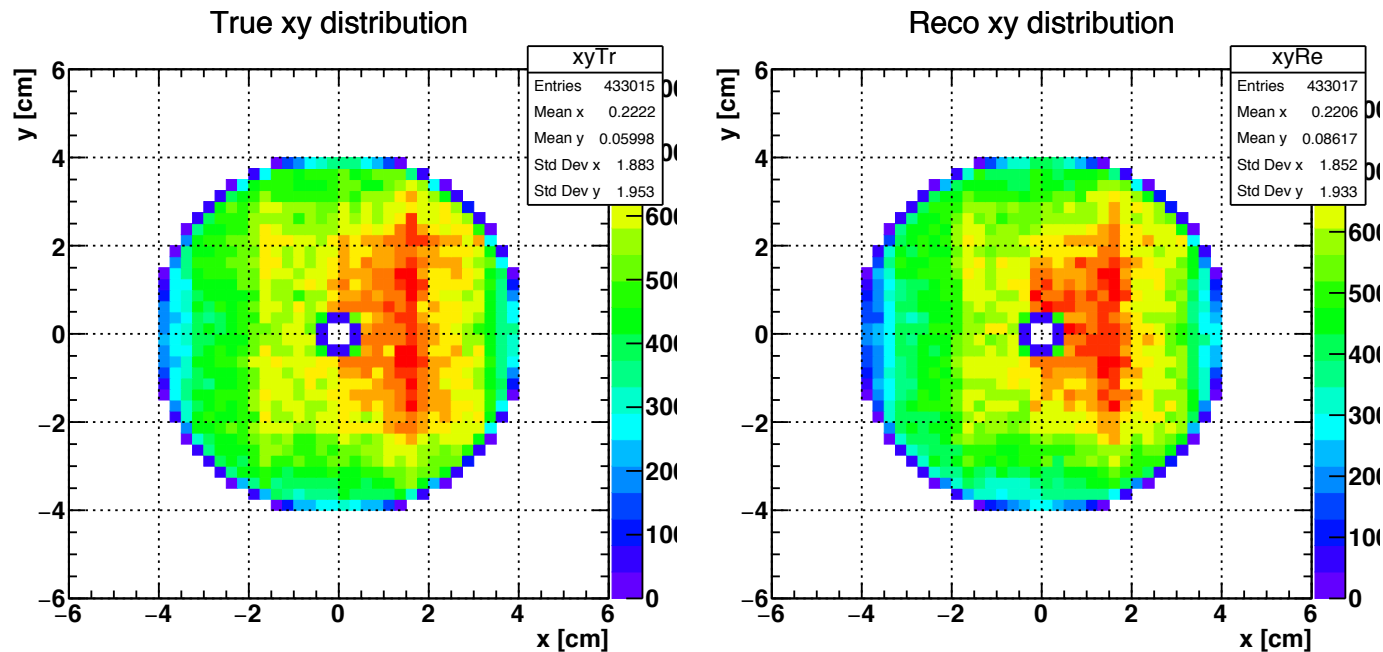 True xy distribution
y [cm]
6
4
2
0
−2
−4
−6
−6 −4 −2 0 2 4 6
x [cm]
xyTr
Entries 433015
Mean x 0.2222
Mean y 0.05998
Std Dev x 1.883
Std Dev y 1.953
0
100
200
300
400
500
600
Reco xy distribution
y [cm]
6
4
2
0
−2
−4
−6
−6 −4 −2 0 2 4 6
x [cm]
xyRe
Entries 433017
Mean x 0.2206
Mean y 0.08617
Std Dev x 1.852
Std Dev y 1.933
600
500
400
300
200
100
0